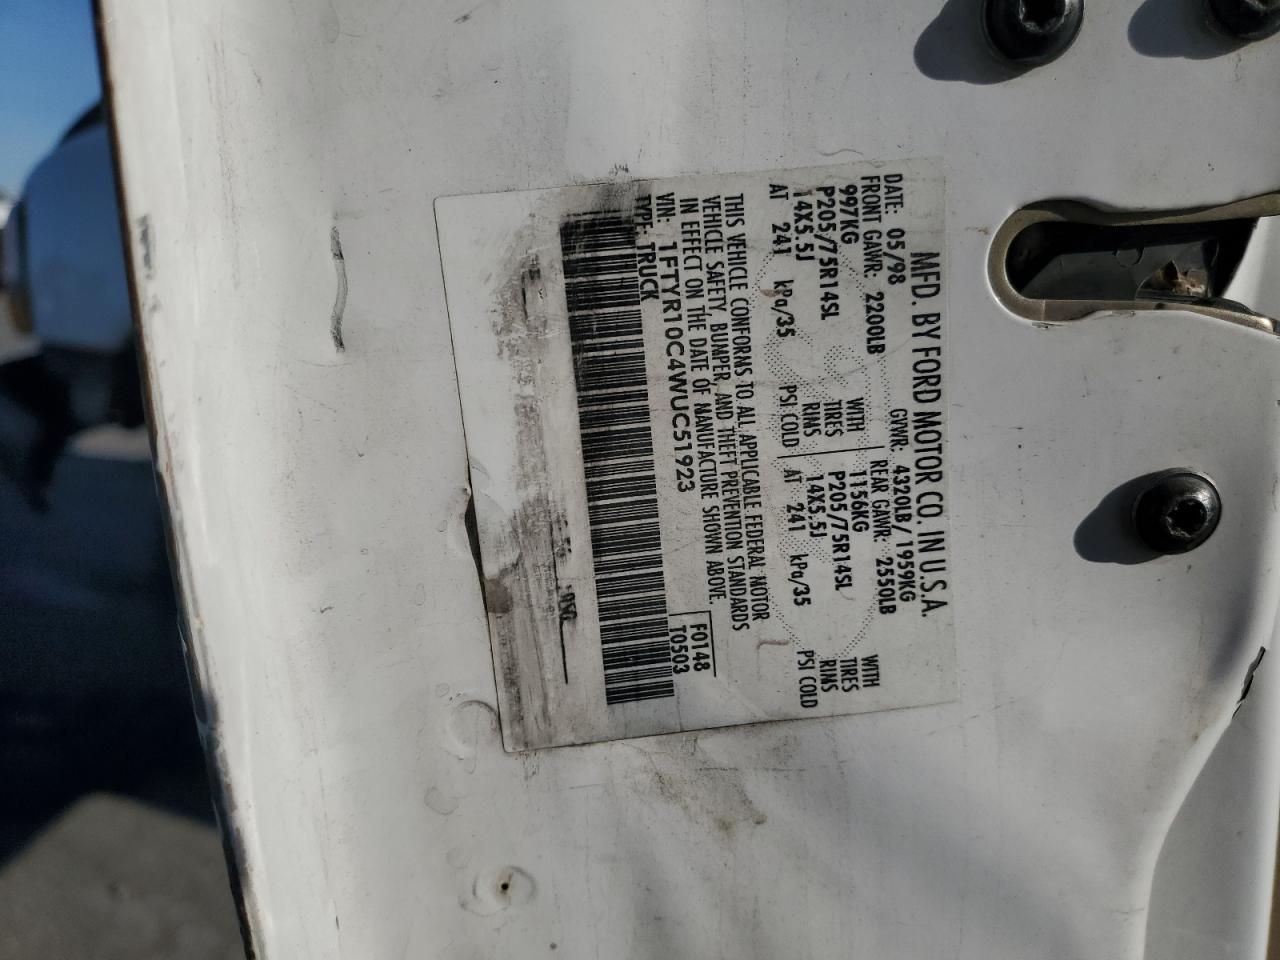 MFD. BY FORD MOTOR CO. IN U.S.A.
DATE: 05/98 GVWR: 4320LB/1959KG
FRONT GAWR: 2200LB REAR GAWR: 2550LB
997KG WITH 1156KG WITH
P205/75R14SL TIRES P205/75R14SL TIRES
14X5.5J RIMS 14X5.5J RIMS
AT 241 kPa/35 PSI COLD AT 241 kPa/35 PSI COLD
THIS VEHICLE CONFORMS TO ALL APPLICABLE FEDERAL MOTOR
VEHICLE SAFETY, BUMPER, AND THEFT PREVENTION STANDARDS
IN EFFECT ON THE DATE OF MANUFACTURE SHOWN ABOVE.
VIN: 1FTYR10C4WUC51923 F0148
TYPE: TRUCK T0503